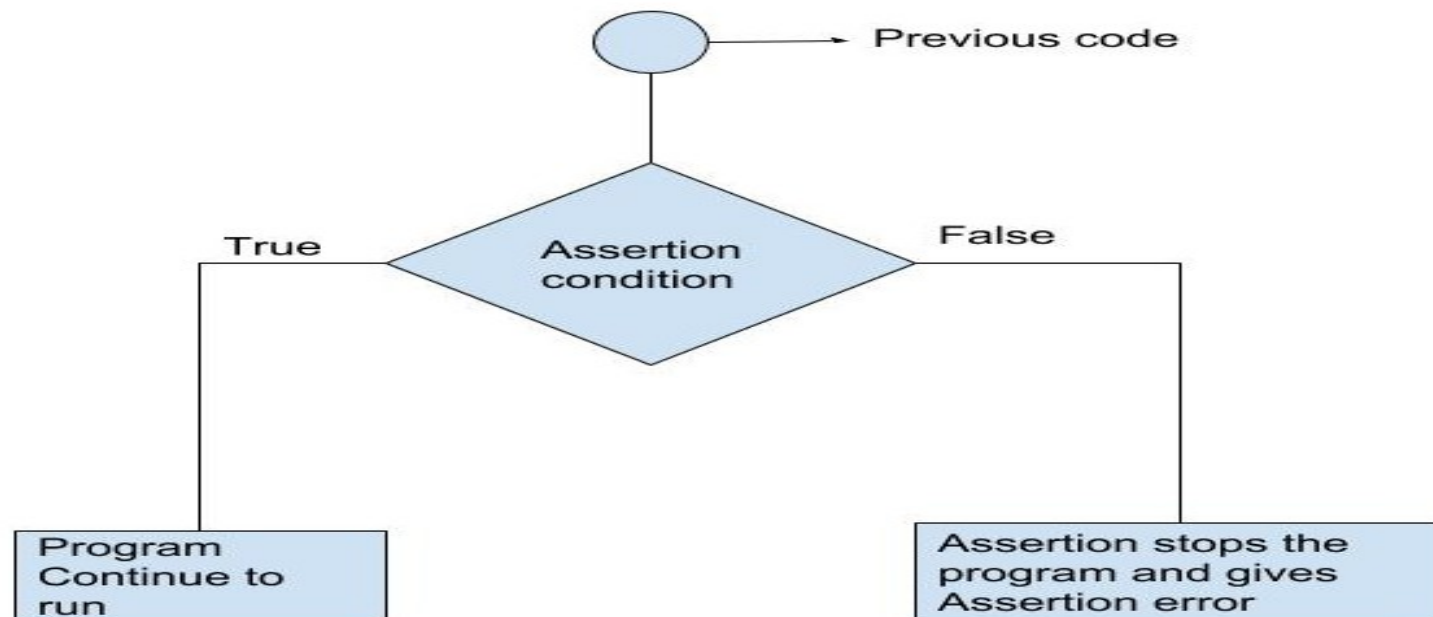 Previous code
True
False
Assertion
condition
Program
Continue to
run
Assertion stops the
program and gives
Assertion error